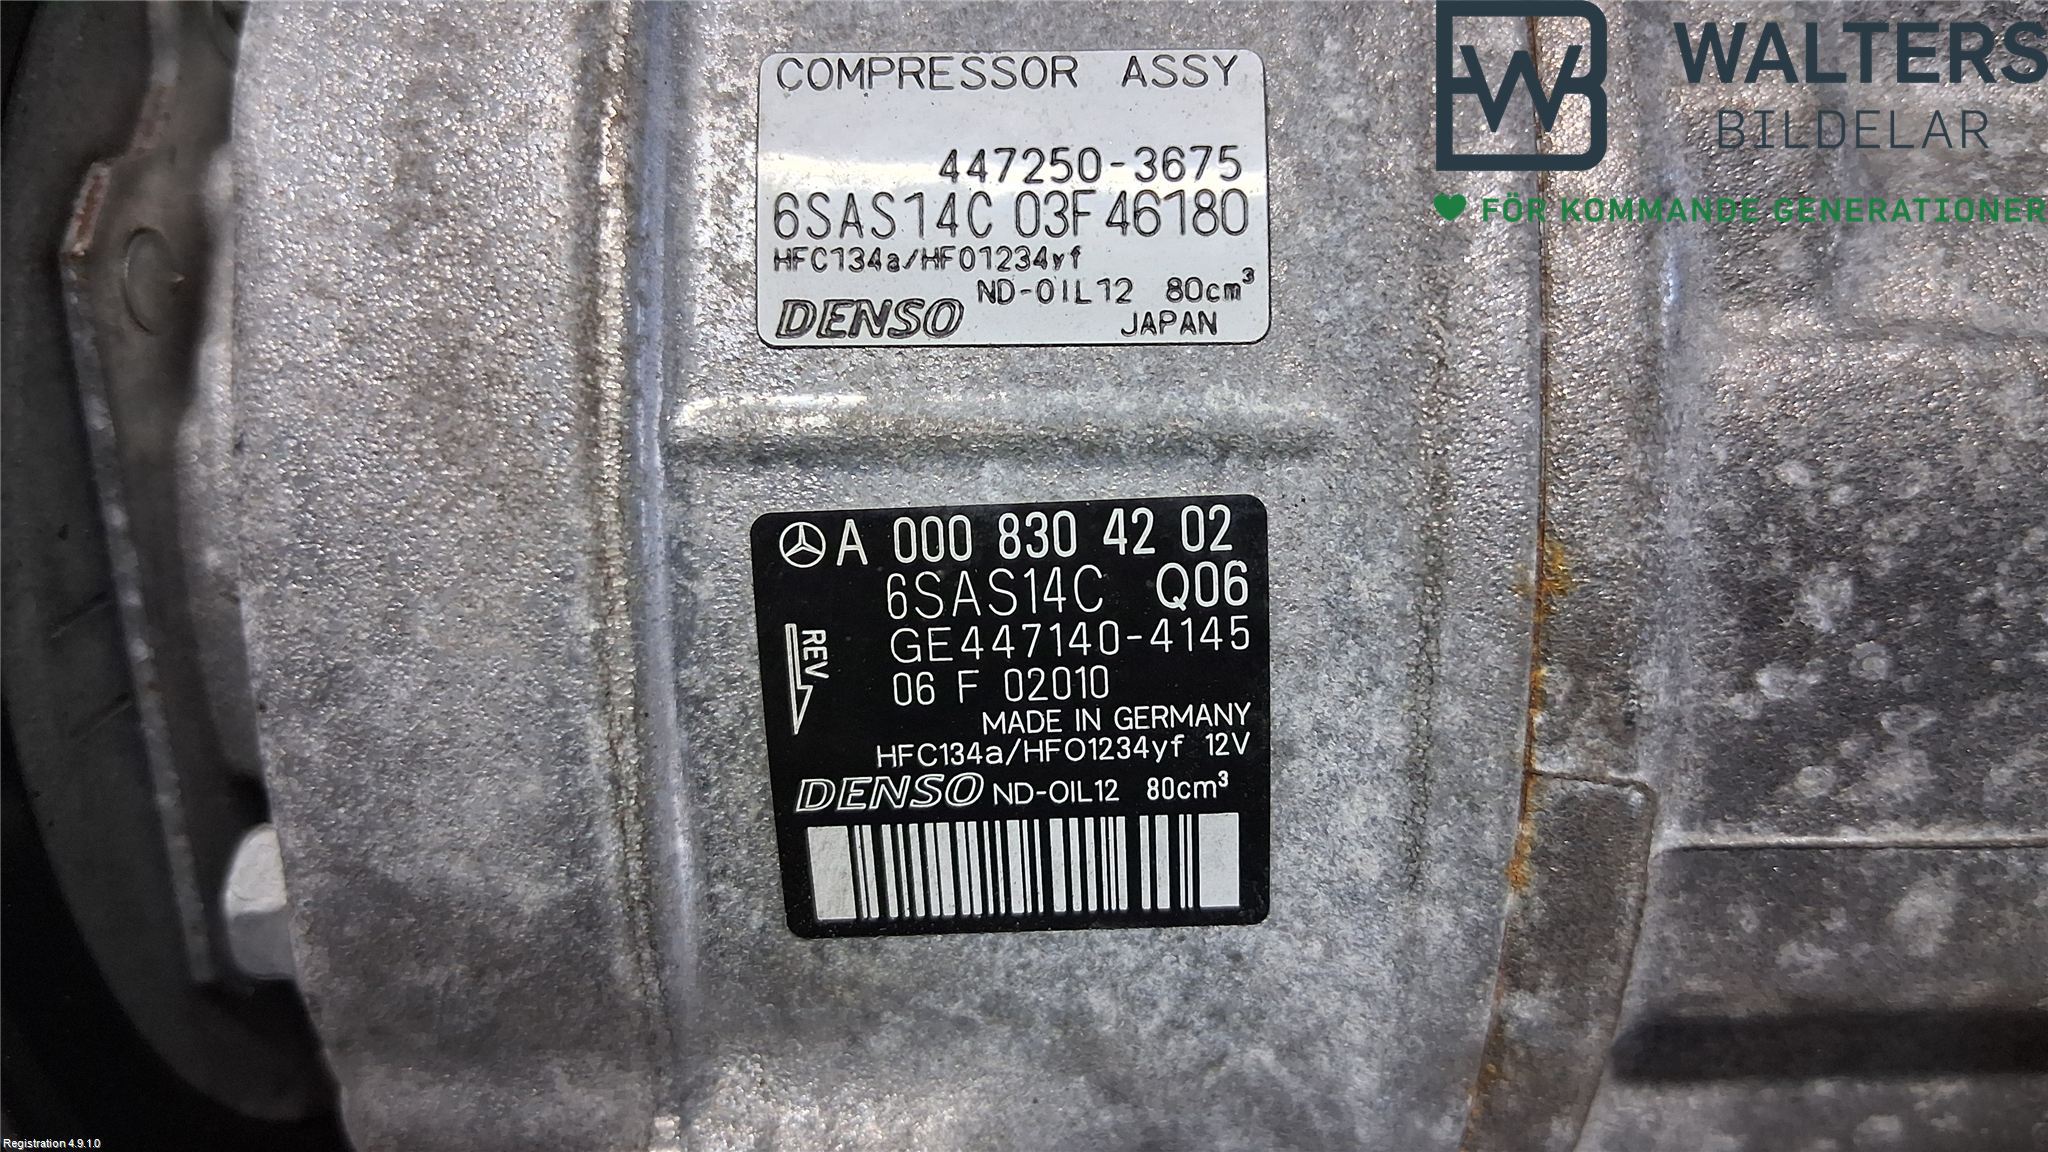 WALTERS
BILDELAR
FÖR KOMMANDE GENERATIONER
COMPRESSOR ASSY
447250-3675
6SAS14C 03F46180
HFC134a/HFO1234yf
ND-OIL12 80cm³
DENSO JAPAN
A 000 830 42 02
6SAS14C Q06
REV
GE447140-4145
06 F 02010
MADE IN GERMANY
HFC134a/HFO1234yf 12V
DENSO ND-OIL12 80cm³
Registration 4.9.1.0